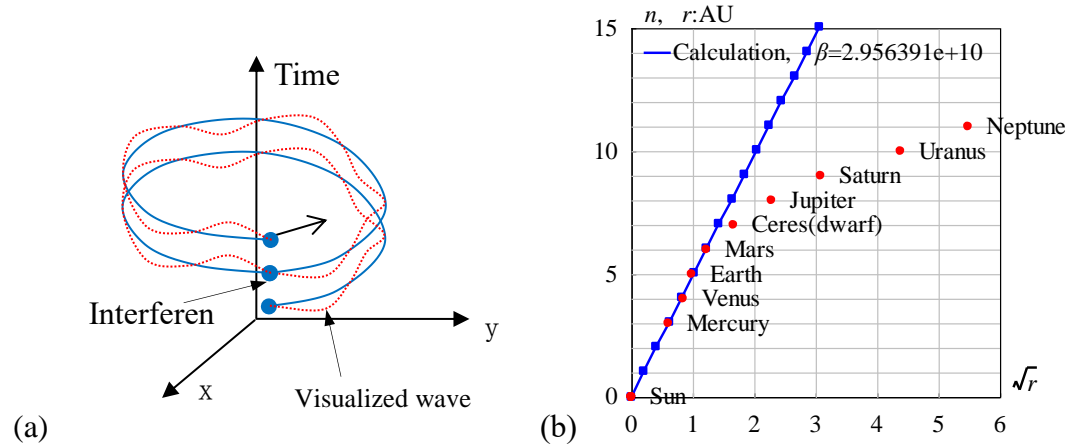 Time
Interferen
y
x
Visualized wave
(a)
n, r:AU
15
Calculation, β=2.956391e+10
Neptune
Uranus
10
Saturn
Jupiter
Ceres(dwarf)
Mars
5
Earth
Venus
Mercury
√r
0
Sun
0 1 2 3 4 5 6
(b)